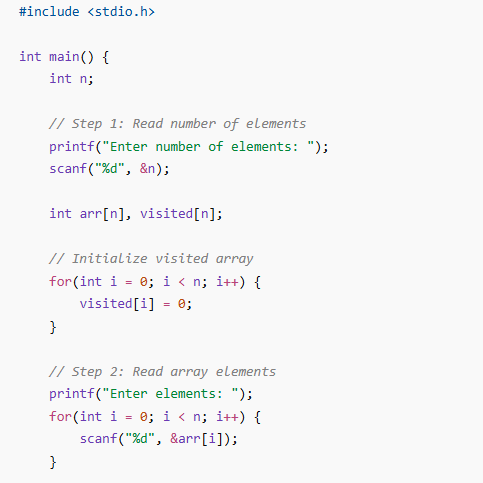 #include <stdio.h>
int main() {
    int n;
    // Step 1: Read number of elements
    printf("Enter number of elements: ");
    scanf("%d", &n);
    int arr[n], visited[n];
    // Initialize visited array
    for(int i = 0; i < n; i++) {
        visited[i] = 0;
    }
    // Step 2: Read array elements
    printf("Enter elements: ");
    for(int i = 0; i < n; i++) {
        scanf("%d", &arr[i]);
    }